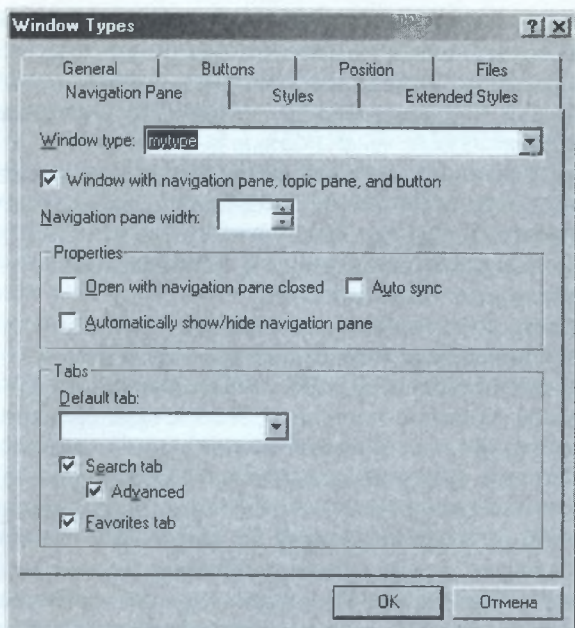 Window Types
General Buttons Position Files
Navigation Pane Styles Extended Styles
Window type: mytype
Window with navigation pane, topic pane, and button
Navigation pane width:
Properties
Open with navigation pane closed Auto sync
Automatically show/hide navigation pane
Tabs
Default tab:
Search tab
Advanced
Favorites tab
OK Отмена